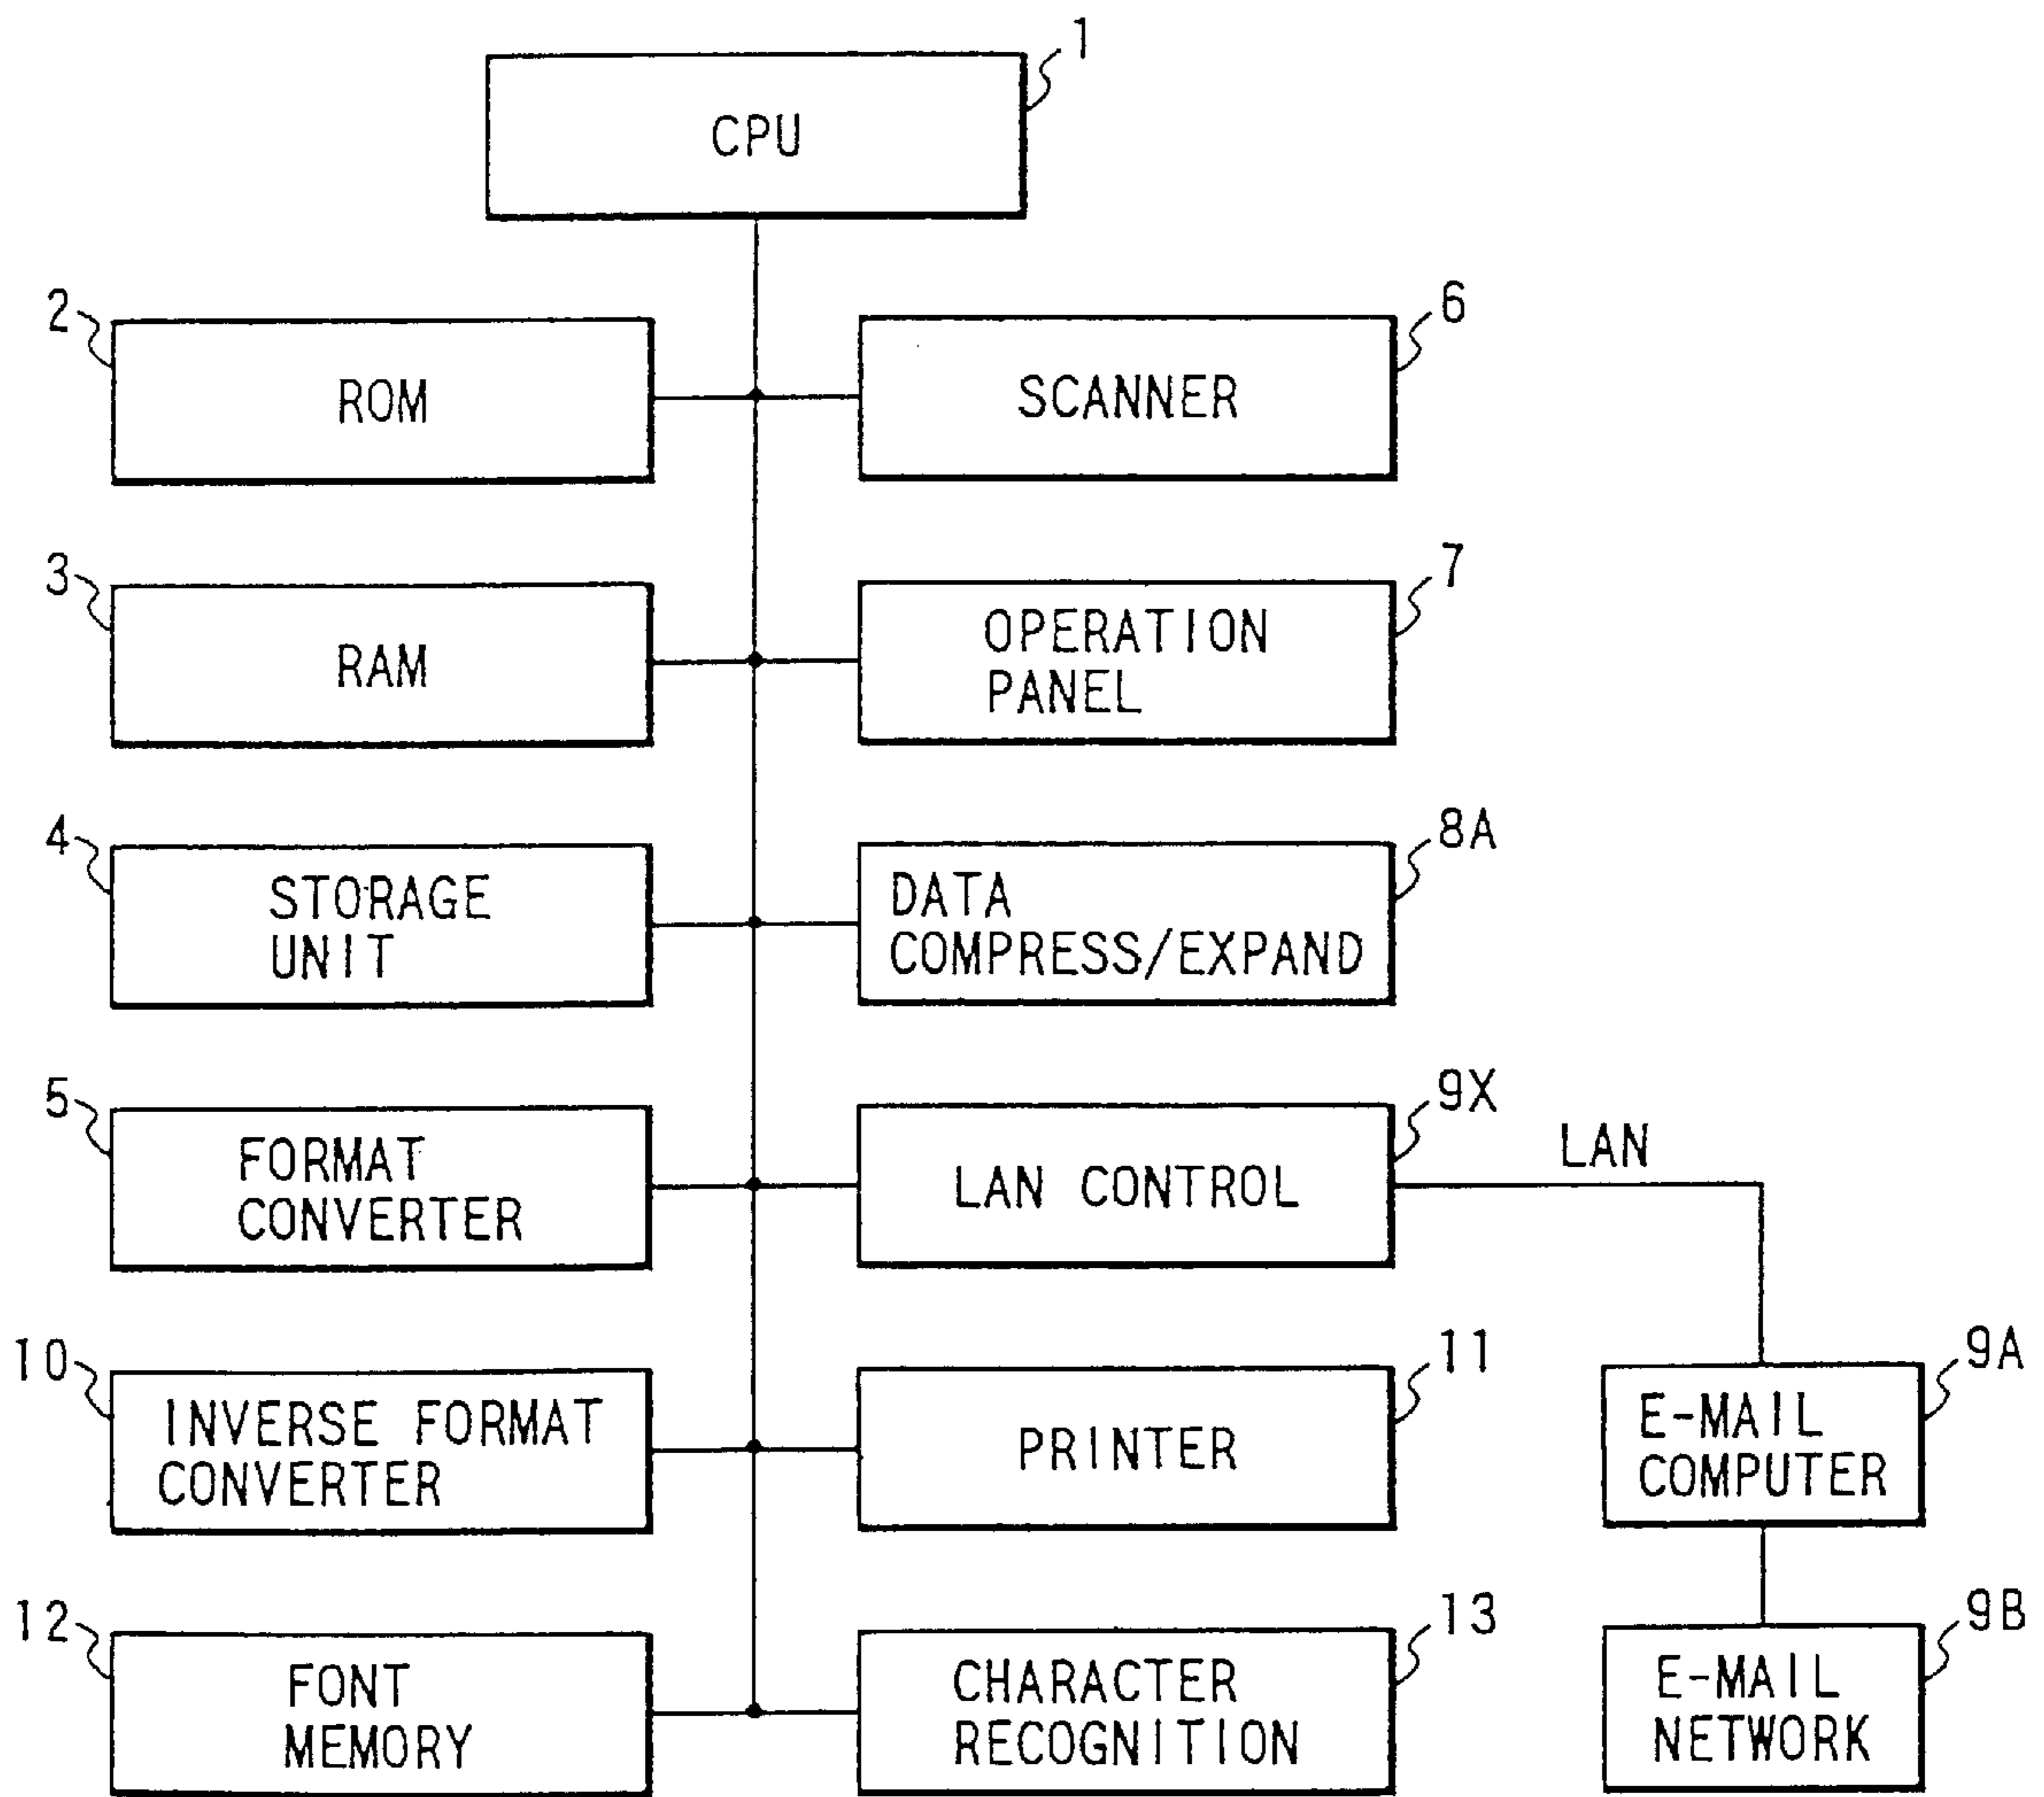 1
CPU
2
ROM
6
SCANNER
3
RAM
7
OPERATION
PANEL
4
STORAGE
UNIT
8A
DATA
COMPRESS/EXPAND
5
FORMAT
CONVERTER
9X
LAN CONTROL
LAN
10
INVERSE FORMAT
CONVERTER
11
PRINTER
9A
E-MAIL
COMPUTER
12
FONT
MEMORY
13
CHARACTER
RECOGNITION
9B
E-MAIL
NETWORK